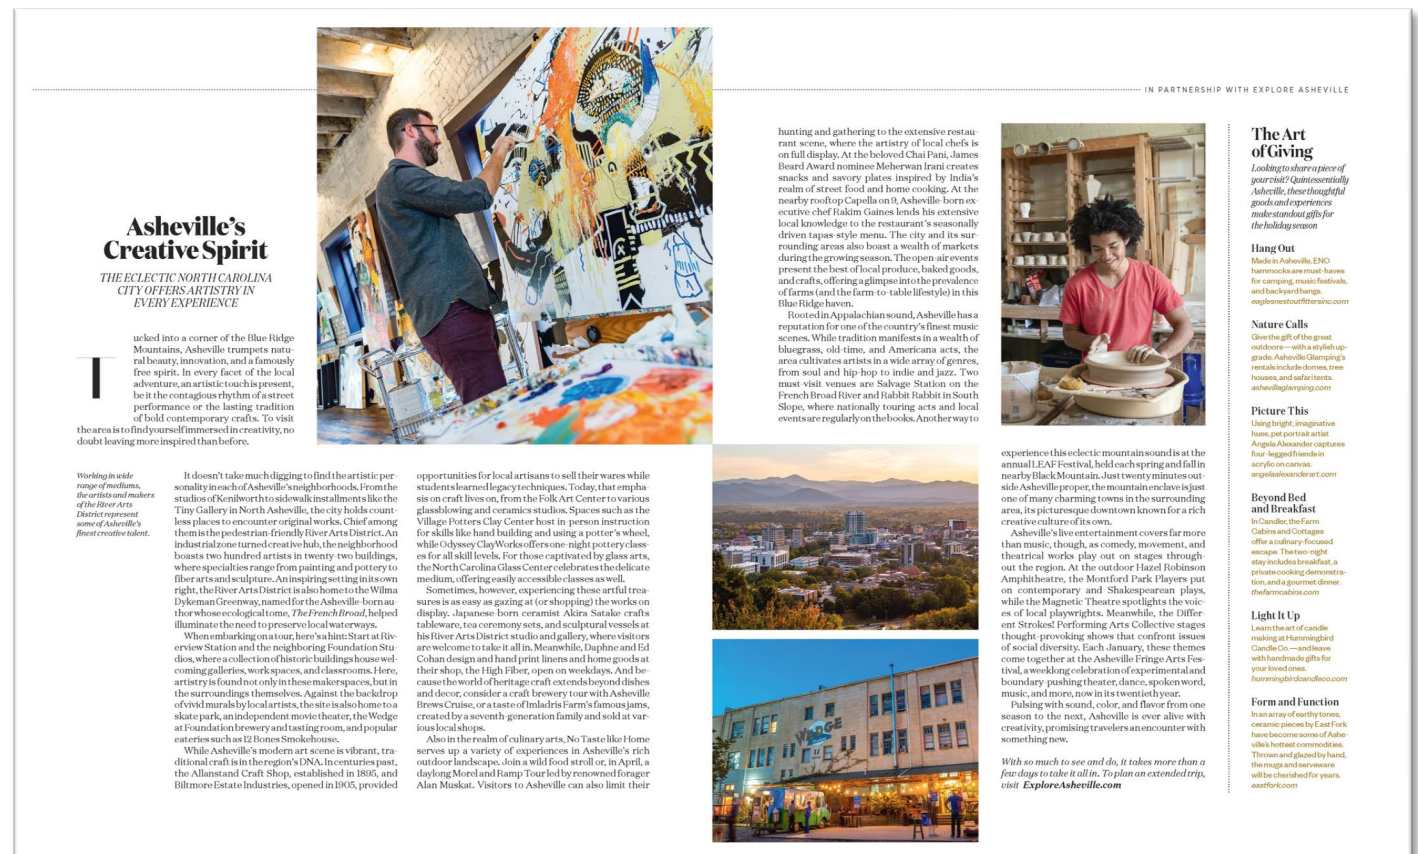 IN PARTNERSHIP WITH EXPLORE ASHEVILLE
Asheville's
Creative Spirit
THE ECLECTIC NORTH CAROLINA
CITY OFFERS ARTISTRY IN
EVERY EXPERIENCE
Tucked into a corner of the Blue Ridge
Mountains, Asheville trumpets natu-
ral beauty, innovation, and a famously
free spirit. In every facet of the local
adventure, an artistic touch is present,
be it the contagious rhythm of a street
performance or the lasting tradition
of bold contemporary crafts. To visit
the area is to find yourself immersed in creativity, no
doubt leaving more inspired than before.
Working in wide
range of mediums,
the artists and makers
of the River Arts
District represent
some of Asheville's
finest creative talent.
It doesn't take much digging to find the artistic per-
sonality in each of Asheville's neighborhoods. From the
studios of Kenilworth to sidewalk installments like the
Tiny Gallery in North Asheville, the city holds count-
less places to encounter original works. Chief among
them is the pedestrian-friendly River Arts District. An
industrial zone turned creative hub, the neighborhood
boasts two hundred artists in twenty-two buildings,
where specialties range from painting and pottery to
fiber arts and sculpture. An inspiring setting in its own
right, the River Arts District is also home to the Wilma
Dykeman Greenway, named for the Asheville-born au-
thor whose ecological tome, The French Broad, helped
illuminate the need to preserve local waterways.
When embarking on a tour, here's a hint: Start at Riv-
erview Station and the neighboring Foundation Stu-
dios, where a collection of historic buildings house wel-
coming galleries, work spaces, and classrooms. Here,
artistry is found not only in these makerspaces, but in
the surroundings themselves. Against the backdrop
of vivid murals by local artists, the site is also home to a
skate park, an independent movie theater, the Wedge
at Foundation brewery and tasting room, and popular
eateries such as 12 Bones Smokehouse.
While Asheville's modern art scene is vibrant, tra-
ditional craft is in the region's DNA. In centuries past,
the Allanstand Craft Shop, established in 1895, and
Biltmore Estate Industries, opened in 1905, provided
opportunities for local artisans to sell their wares while
students learned legacy techniques. Today, that empha-
sis on craft lives on, from the Folk Art Center to various
glassblowing and ceramics studios. Spaces such as the
Village Potters Clay Center host in-person instruction
for skills like hand building and using a potter's wheel,
while Odyssey ClayWorks offers one-night pottery class-
es for all skill levels. For those captivated by glass arts,
the North Carolina Glass Center celebrates the delicate
medium, offering easily accessible classes as well.
Sometimes, however, experiencing these artful trea-
sures is as easy as gazing at (or shopping) the works on
display. Japanese-born ceramist Akira Satake crafts
tableware, tea ceremony sets, and sculptural vessels at
his River Arts District studio and gallery, where visitors
are welcome to take it all in. Meanwhile, Daphne and Ed
Cohan design and hand print linens and home goods at
their shop, the High Fiber, open on weekdays. And be-
cause the world of heritage craft extends beyond dishes
and decor, consider a craft brewery tour with Asheville
Brews Cruise, or a taste of Imladris Farm's famous jams,
created by a seventh-generation family and sold at var-
ious local shops.
Also in the realm of culinary arts, No Taste like Home
serves up a variety of experiences in Asheville's rich
outdoor landscape. Join a wild food stroll or, in April, a
daylong Morel and Ramp Tour led by renowned forager
Alan Muskat. Visitors to Asheville can also limit their
hunting and gathering to the extensive restau-
rant scene, where the artistry of local chefs is
on full display. At the beloved Chai Pani, James
Beard Award nominee Meherwan Irani creates
snacks and savory plates inspired by India's
realm of street food and home cooking. At the
nearby rooftop Capella on 9, Asheville-born ex-
ecutive chef Rakim Gaines lends his extensive
local knowledge to the restaurant's seasonally
driven tapas-style menu. The city and its sur-
rounding areas also boast a wealth of markets
during the growing season. The open-air events
present the best of local produce, baked goods,
and crafts, offering a glimpse into the prevalence
of farms (and the farm-to-table lifestyle) in this
Blue Ridge haven.
Rooted in Appalachian sound, Asheville has a
reputation for one of the country's finest music
scenes. While tradition manifests in a wealth of
bluegrass, old-time, and Americana acts, the
area cultivates artists in a wide array of genres,
from soul and hip-hop to indie and jazz. Two
must-visit venues are Salvage Station on the
French Broad River and Rabbit Rabbit in South
Slope, where nationally touring acts and local
events are regularly on the books. Another way to
experience this eclectic mountain sound is at the
annual LEAF Festival, held each spring and fall in
nearby Black Mountain. Just twenty minutes out-
side Asheville proper, the mountain enclave is just
one of many charming towns in the surrounding
area, its picturesque downtown known for a rich
creative culture of its own.
Asheville's live entertainment covers far more
than music, though, as comedy, movement, and
theatrical works play out on stages through-
out the region. At the outdoor Hazel Robinson
Amphitheatre, the Montford Park Players put
on contemporary and Shakespearean plays,
while the Magnetic Theatre spotlights the voic-
es of local playwrights. Meanwhile, the Differ-
ent Strokes! Performing Arts Collective stages
thought-provoking shows that confront issues
of social diversity. Each January, these themes
come together at the Asheville Fringe Arts Fes-
tival, a weeklong celebration of experimental and
boundary-pushing theater, dance, spoken word,
music, and more, now in its twentieth year.
Pulsing with sound, color, and flavor from one
season to the next, Asheville is ever alive with
creativity, promising travelers an encounter with
something new.
With so much to see and do, it takes more than a
few days to take it all in. To plan an extended trip,
visit ExploreAsheville.com
WEDGE
The Art
of Giving
Looking to share a piece of
your visit? Quintessentially
Asheville, these thoughtful
goods and experiences
make standout gifts for
the holiday season
Hang Out
Made in Asheville, ENO
hammocks are must-haves
for camping, music festivals,
and backyard hangs.
eaglesnestoutfittersinc.com
Nature Calls
Give the gift of the great
outdoors—with a stylish up-
grade. Asheville Glamping's
rentals include domes, tree
houses, and safari tents.
ashevilleglamping.com
Picture This
Using bright, imaginative
hues, pet portrait artist
Angela Alexander captures
four-legged friends in
acrylic on canvas.
angelaalexanderart.com
Beyond Bed
and Breakfast
In Candler, the Farm
Cabins and Cottages
offer a culinary-focused
escape. The two-night
stay includes breakfast, a
private cooking demonstra-
tion, and a gourmet dinner.
thefarmcabins.com
Light It Up
Learn the art of candle
making at Hummingbird
Candle Co.—and leave
with handmade gifts for
your loved ones.
hummingbirdcandleco.com
Form and Function
In an array of earthy tones,
ceramic pieces by East Fork
have become some of Ashe-
ville's hottest commodities.
Thrown and glazed by hand,
the mugs and serveware
will be cherished for years.
eastfork.com